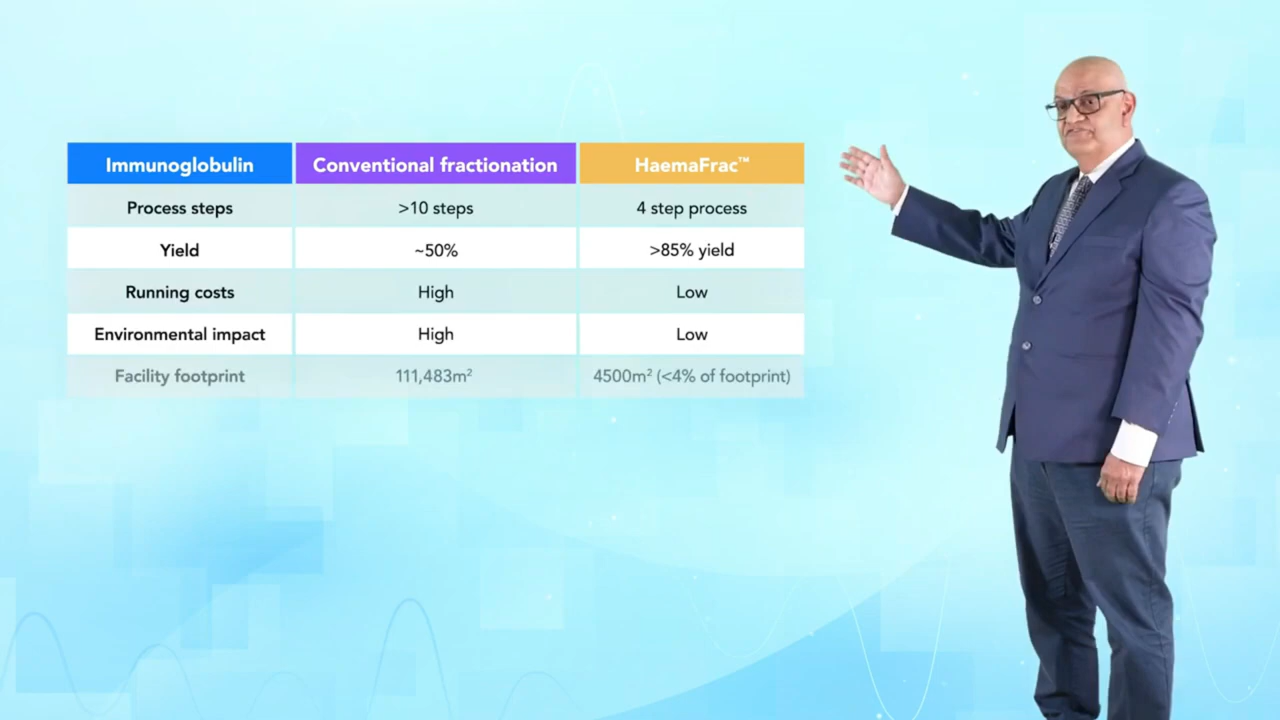 Immunoglobulin Conventional fractionation HaemaFrac™
Process steps >10 steps 4 step process
Yield ~50% >85% yield
Running costs High Low
Environmental impact High Low
Facility footprint 111,483m² 4500m² (<4% of footprint)